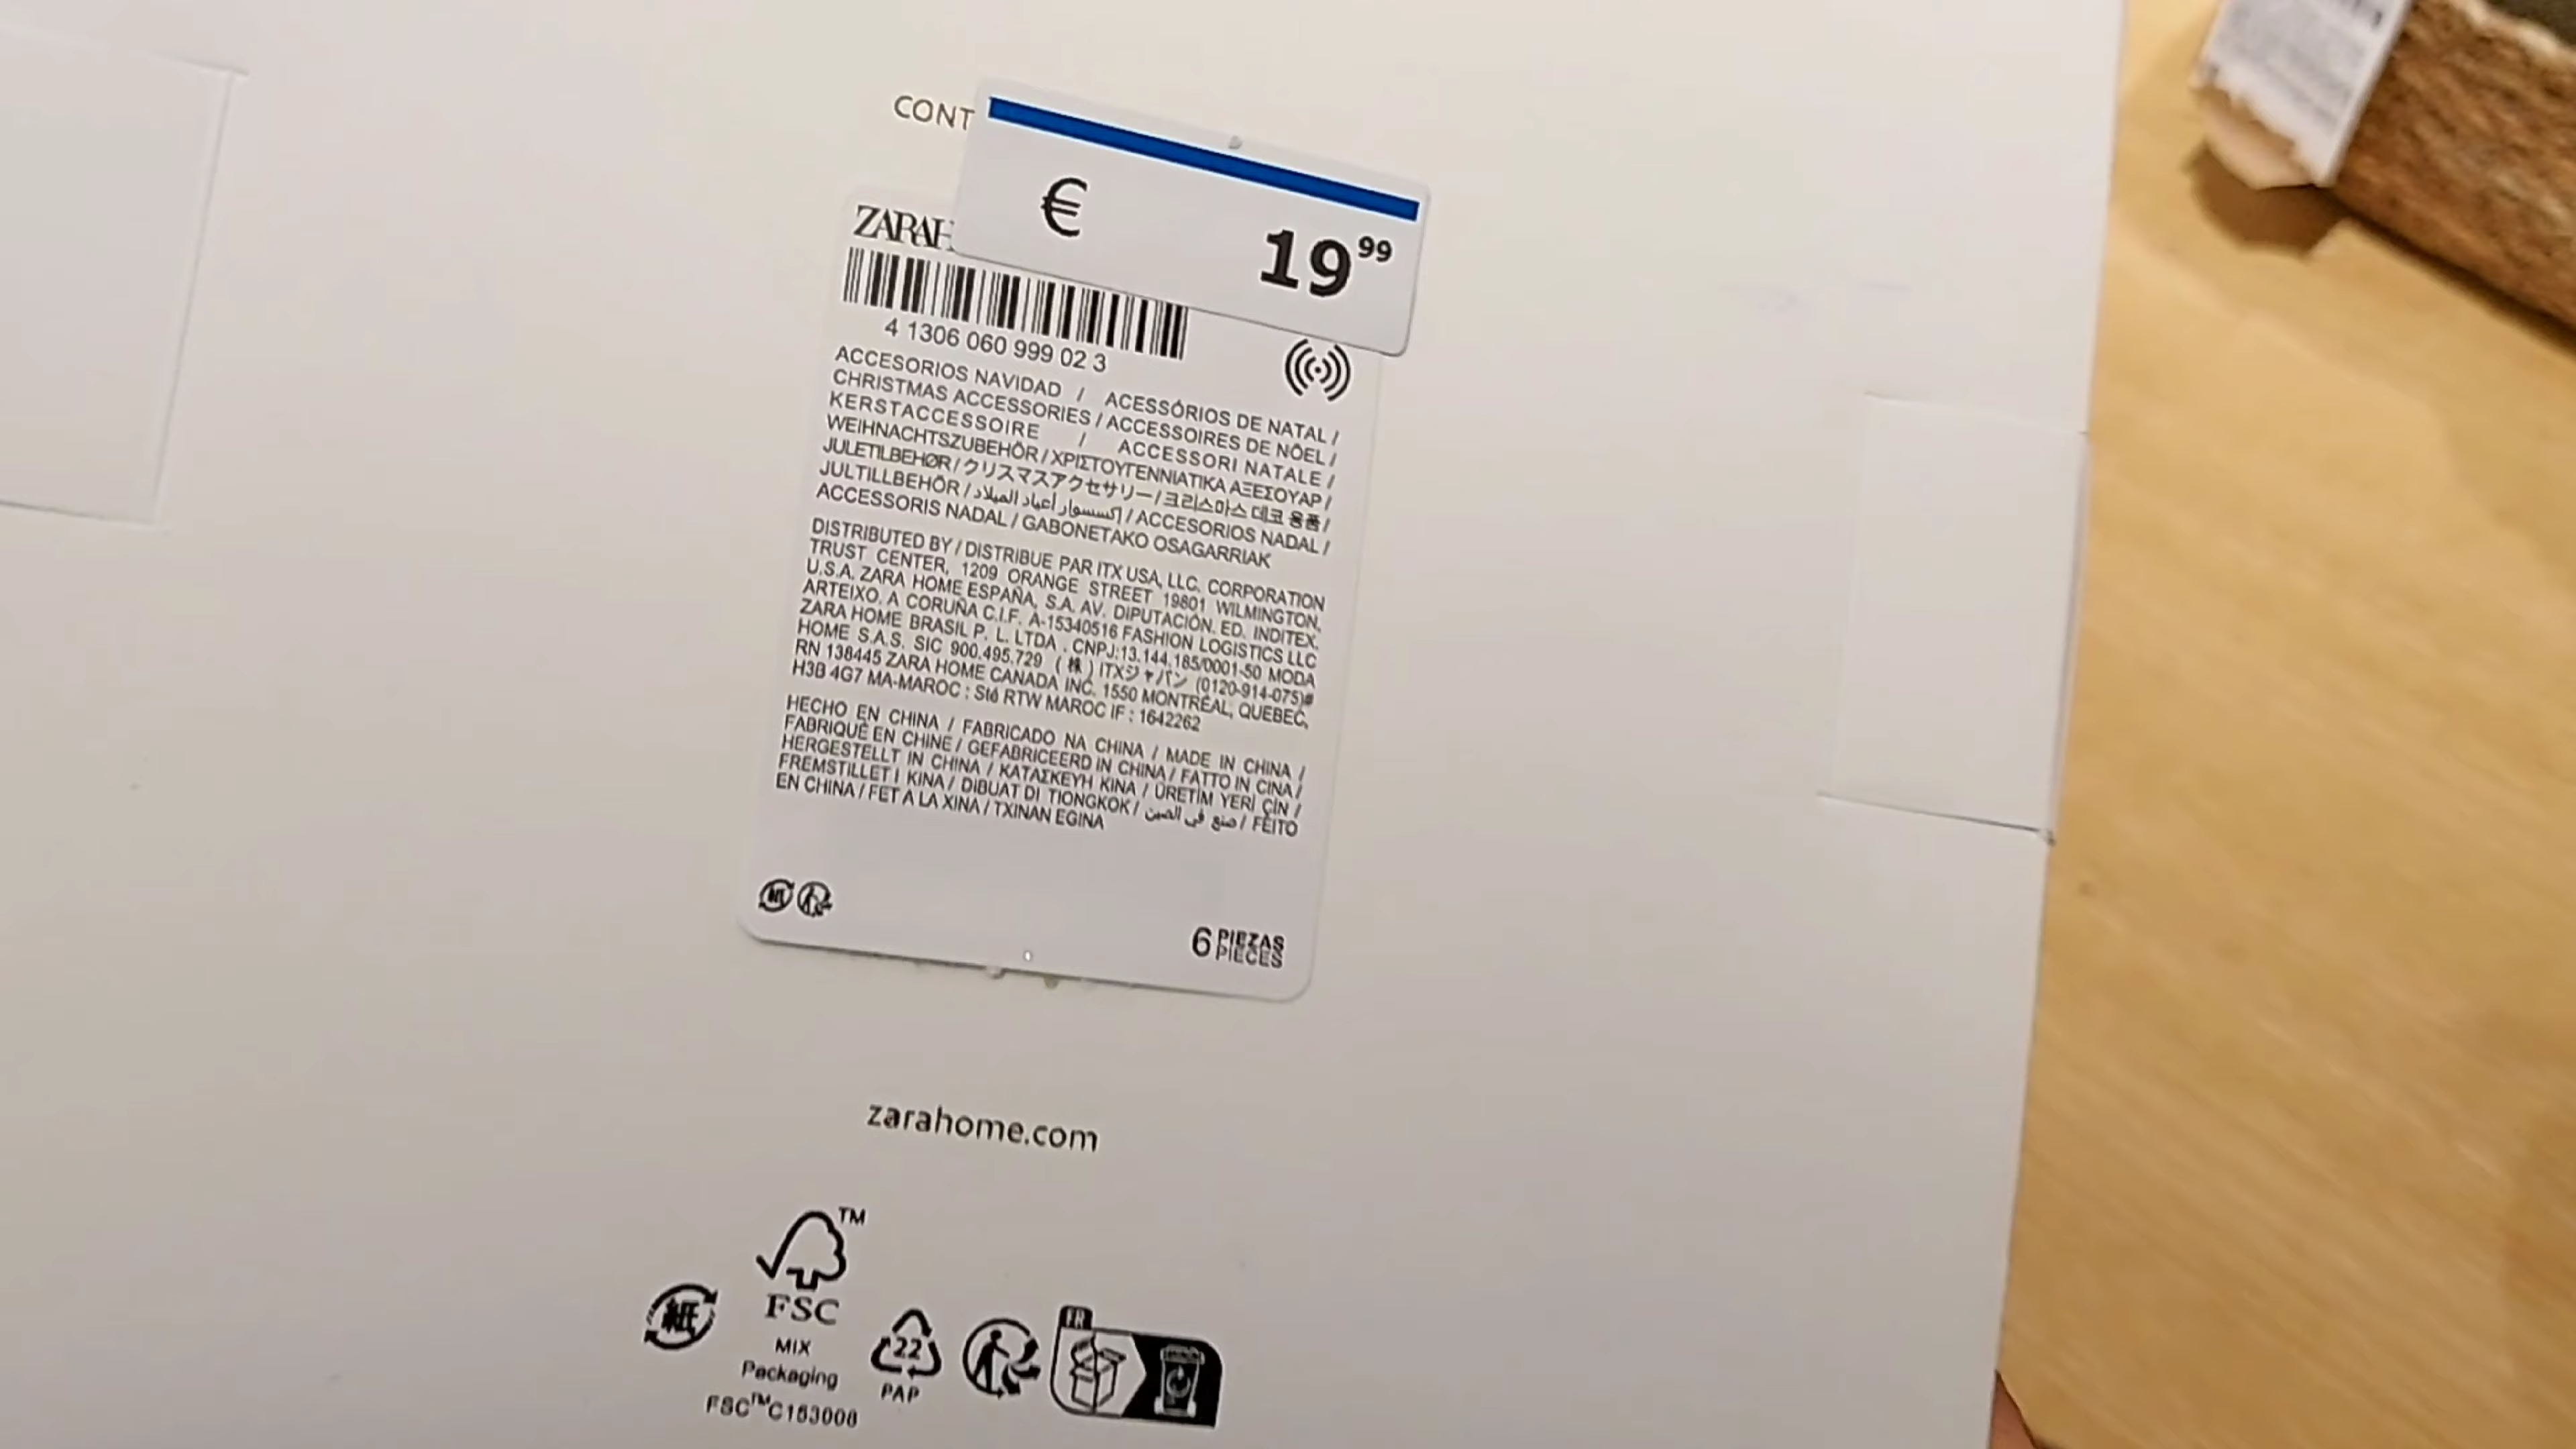 CONT
€ 19 99
ZARAH
4 1306 060 999 02 3
ACCESORIOS NAVIDAD / ACESSÓRIOS DE NATAL /
CHRISTMAS ACCESSORIES / ACCESSOIRES DE NÖEL /
KERSTACCESSOIRE / ACCESSORI NATALE /
WEIHNACHTSZUBEHÖR / ΧΡΙΣΤΟΥΓΕΝΝΙΑΤΙΚΑ ΑΞΕΣΟΥΑΡ /
JULETILBEHØR / クリスマスアクセサリー / 크리스마스 데코 용품 /
JULTILLBEHÖR / إكسسوار أعياد الميلاد / ACCESORIOS NADAL /
ACCESSORIS NADAL / GABONETAKO OSAGARRIAK
DISTRIBUTED BY / DISTRIBUE PAR ITX USA, LLC. CORPORATION
TRUST CENTER, 1209 ORANGE STREET 19801 WILMINGTON,
U.S.A. ZARA HOME ESPAÑA, S.A. AV. DIPUTACIÓN. ED. INDITEX,
ARTEIXO. A CORUÑA C.I.F. A-15340516 FASHION LOGISTICS LLC
ZARA HOME BRASIL P. L. LTDA . CNPJ:13.144.185/0001-50 MODA
HOME S.A.S. SIC 900.495.729 (株) ITXジャパン (0120-914-075)#
RN 138445 ZARA HOME CANADA INC. 1550 MONTRÉAL, QUEBEC,
H3B 4G7 MA-MAROC : Sté RTW MAROC IF : 1642262
HECHO EN CHINA / FABRICADO NA CHINA / MADE IN CHINA /
FABRIQUÉ EN CHINE / GEFABRICEERD IN CHINA / FATTO IN CINA /
HERGESTELLT IN CHINA / ΚΑΤΑΣΚΕΥΗ ΚΙΝΑ / ÜRETİM YERİ ÇİN /
FREMSTILLET I KINA / DIBUAT DI TIONGKOK / صنع في الصين / FEITO
EN CHINA / FET A LA XINA / TXINAN EGINA
6 PIEZAS
PIECES
zarahome.com
TM
FSC
MIX
Packaging
FSC™C153008
紙
22
PAP
FR